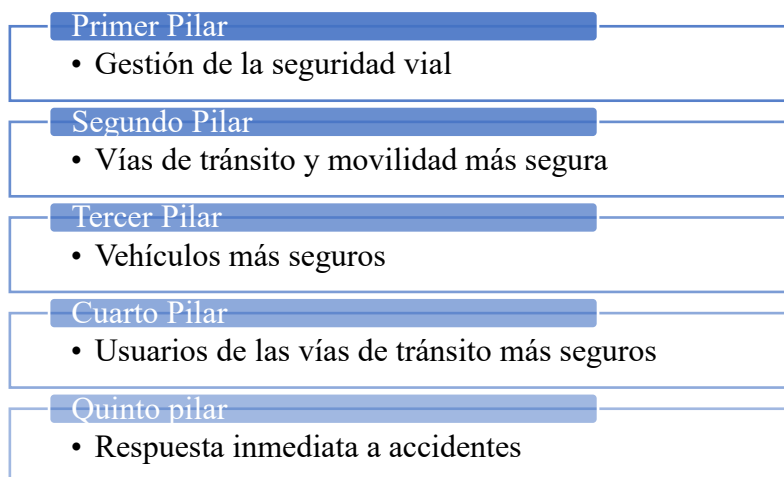 Primer Pilar
• Gestión de la seguridad vial
Segundo Pilar
• Vías de tránsito y movilidad más segura
Tercer Pilar
• Vehículos más seguros
Cuarto Pilar
• Usuarios de las vías de tránsito más seguros
Quinto pilar
• Respuesta inmediata a accidentes